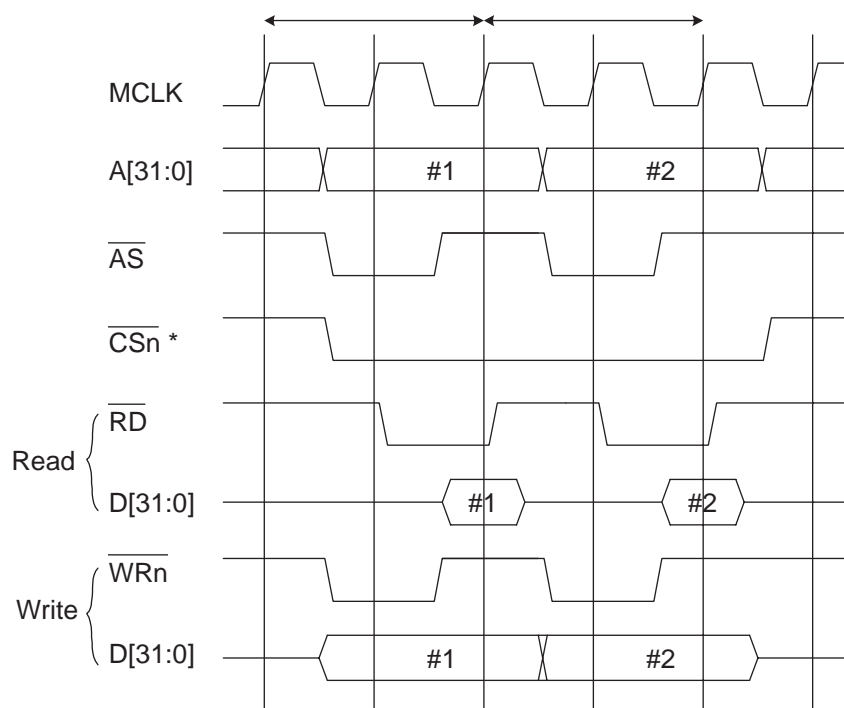 MCLK
A[31:0] #1 #2
AS
CSn *
RD
Read
D[31:0] #1 #2
WRn
Write
D[31:0] #1 #2